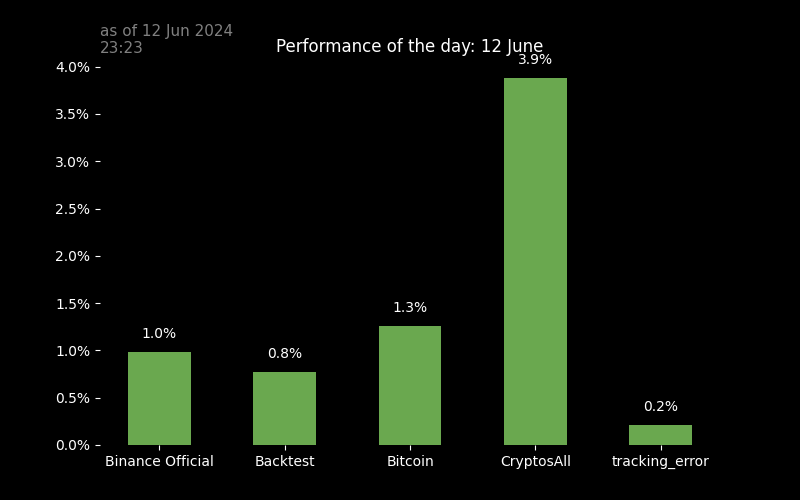 as of 12 Jun 2024
23:23
Performance of the day: 12 June
4.0%
3.5%
3.0%
2.5%
2.0%
1.5%
1.0%
0.5%
0.0%
1.0%
0.8%
1.3%
3.9%
0.2%
Binance Official
Backtest
Bitcoin
CryptosAll
tracking_error